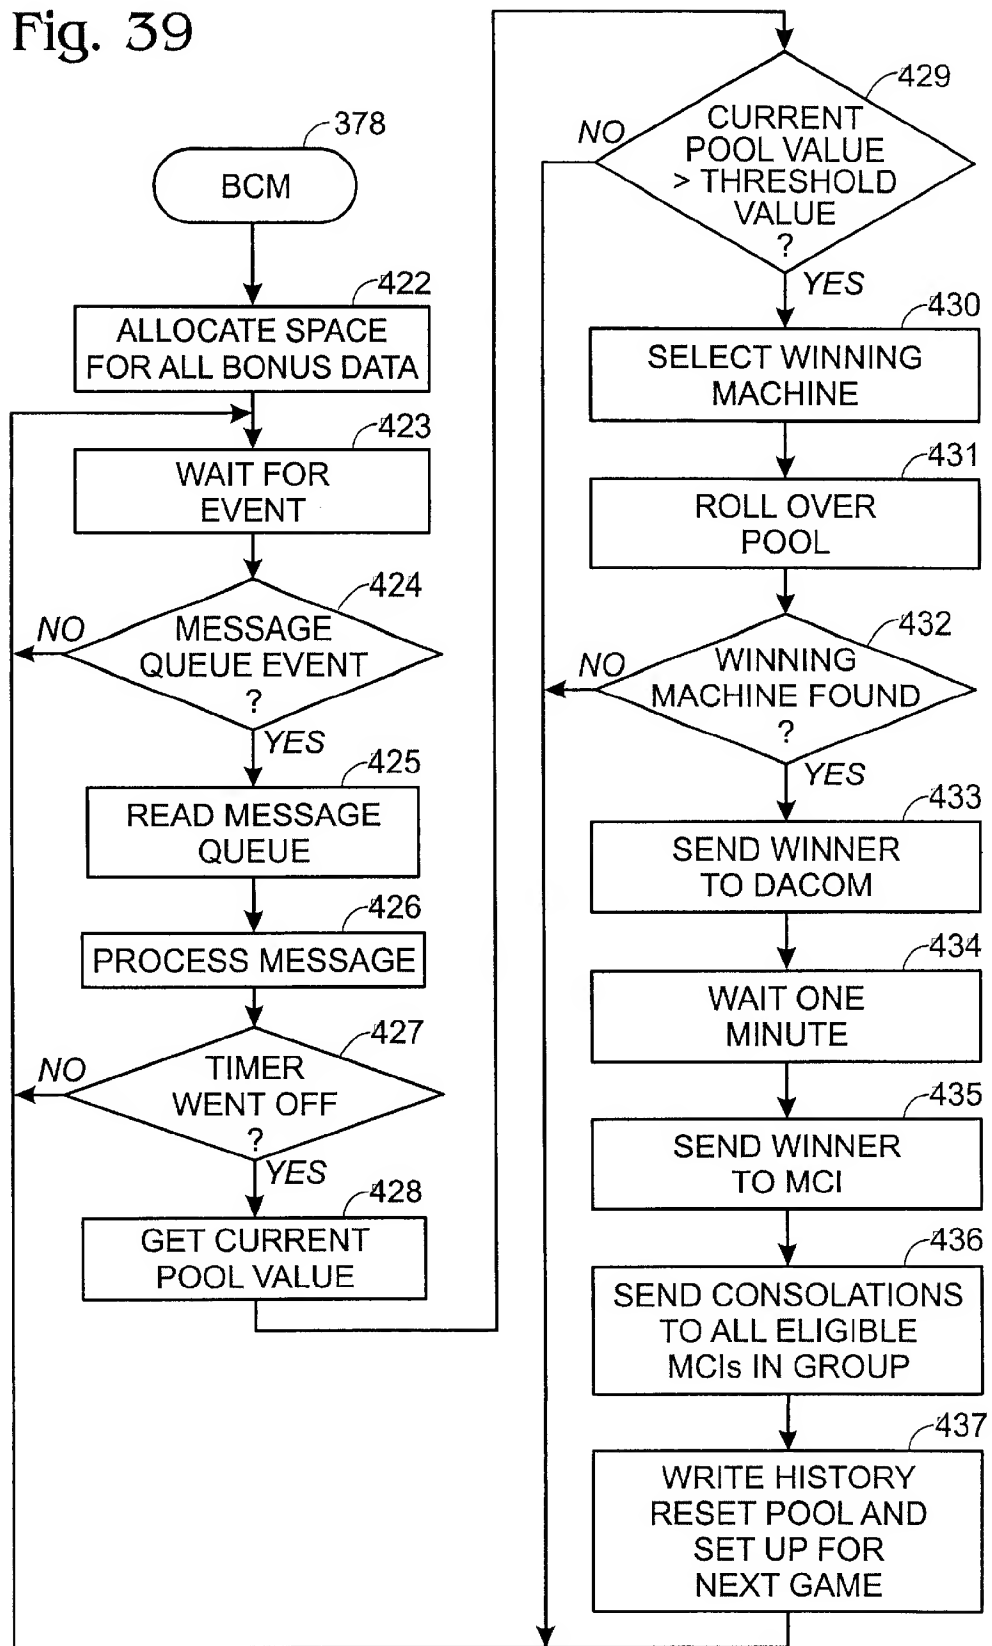 Fig. 39
378
BCM
422
ALLOCATE SPACE
FOR ALL BONUS DATA
423
WAIT FOR
EVENT
424
NO
MESSAGE
QUEUE EVENT
?
YES
425
READ MESSAGE
QUEUE
426
PROCESS MESSAGE
427
NO
TIMER
WENT OFF
?
YES
428
GET CURRENT
POOL VALUE
429
NO
CURRENT
POOL VALUE
> THRESHOLD
VALUE
?
YES
430
SELECT WINNING
MACHINE
431
ROLL OVER
POOL
432
NO
WINNING
MACHINE FOUND
?
YES
433
SEND WINNER
TO DACOM
434
WAIT ONE
MINUTE
435
SEND WINNER
TO MCI
436
SEND CONSOLATIONS
TO ALL ELIGIBLE
MCIs IN GROUP
437
WRITE HISTORY
RESET POOL AND
SET UP FOR
NEXT GAME